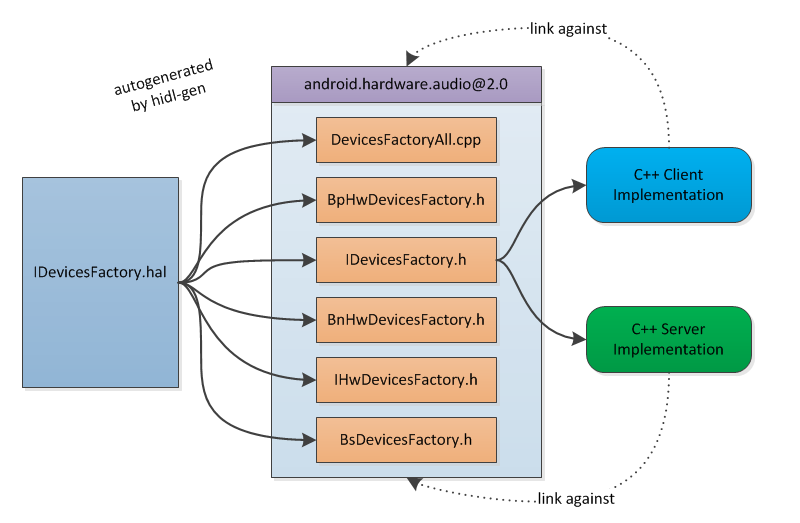 link against
autogenerated
by hidl-gen
android.hardware.audio@2.0
DevicesFactoryAll.cpp
BpHwDevicesFactory.h
IDevicesFactory.h
BnHwDevicesFactory.h
IHwDevicesFactory.h
BsDevicesFactory.h
IDevicesFactory.hal
C++ Client
Implementation
C++ Server
Implementation
link against